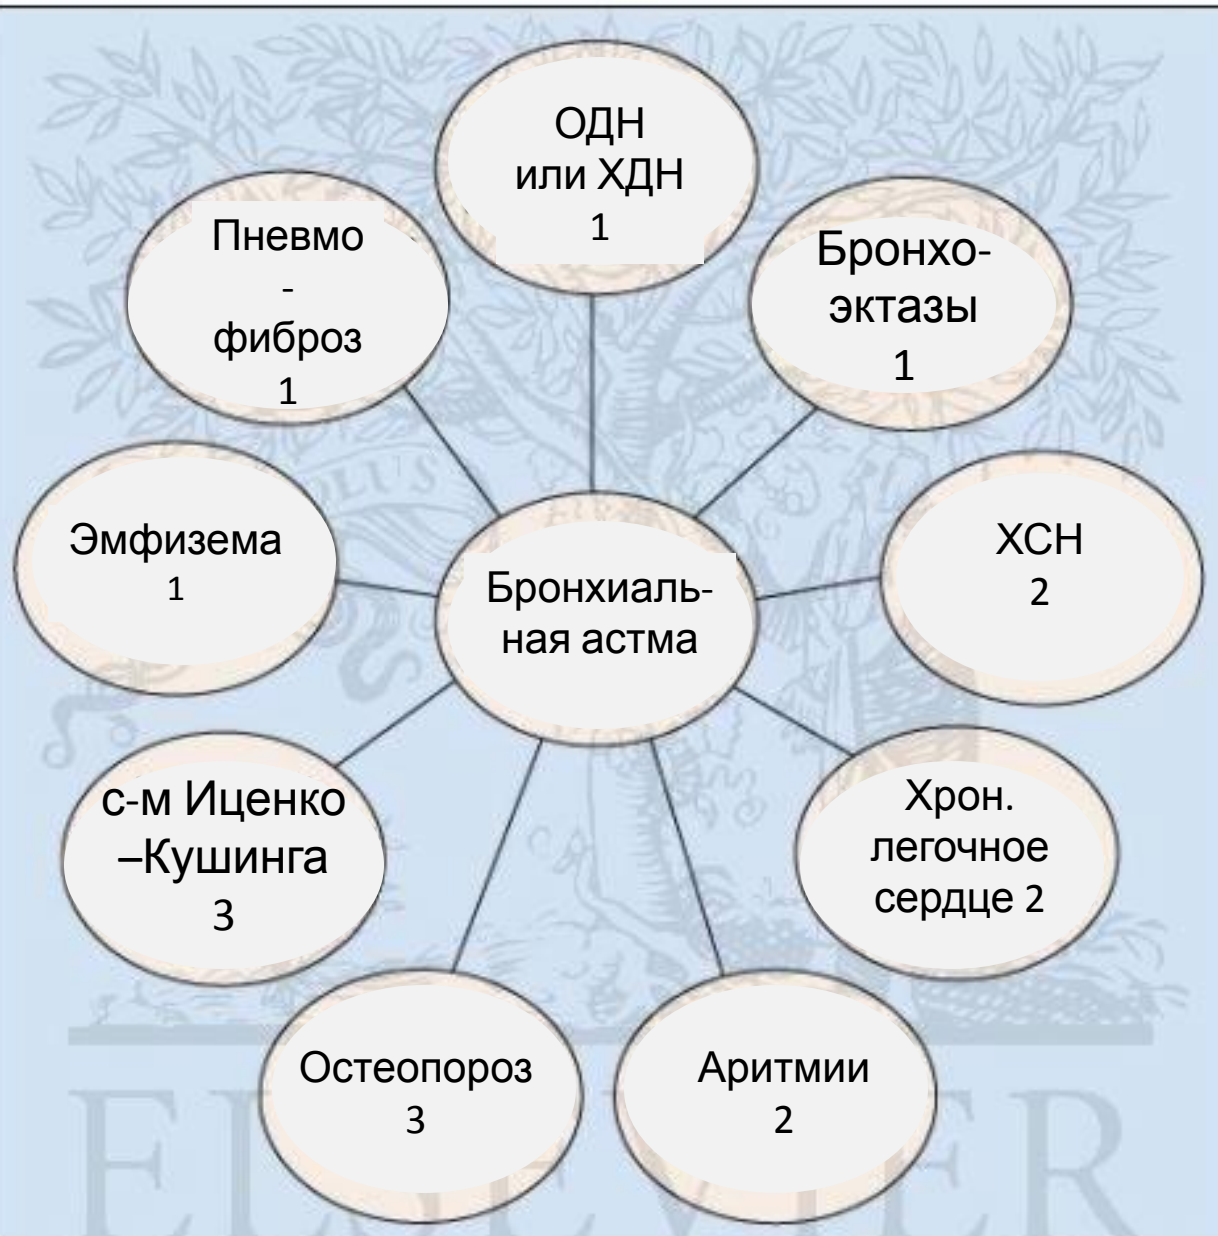 ОДН
или ХДН
1
Пневмо
-
фиброз
1
Бронхо-
эктазы
1
Эмфизема
1
ХСН
2
Бронхиаль-
ная астма
с-м Иценко
–Кушинга
3
Хрон.
легочное
сердце 2
Остеопороз
3
Аритмии
2
ELSEVIER